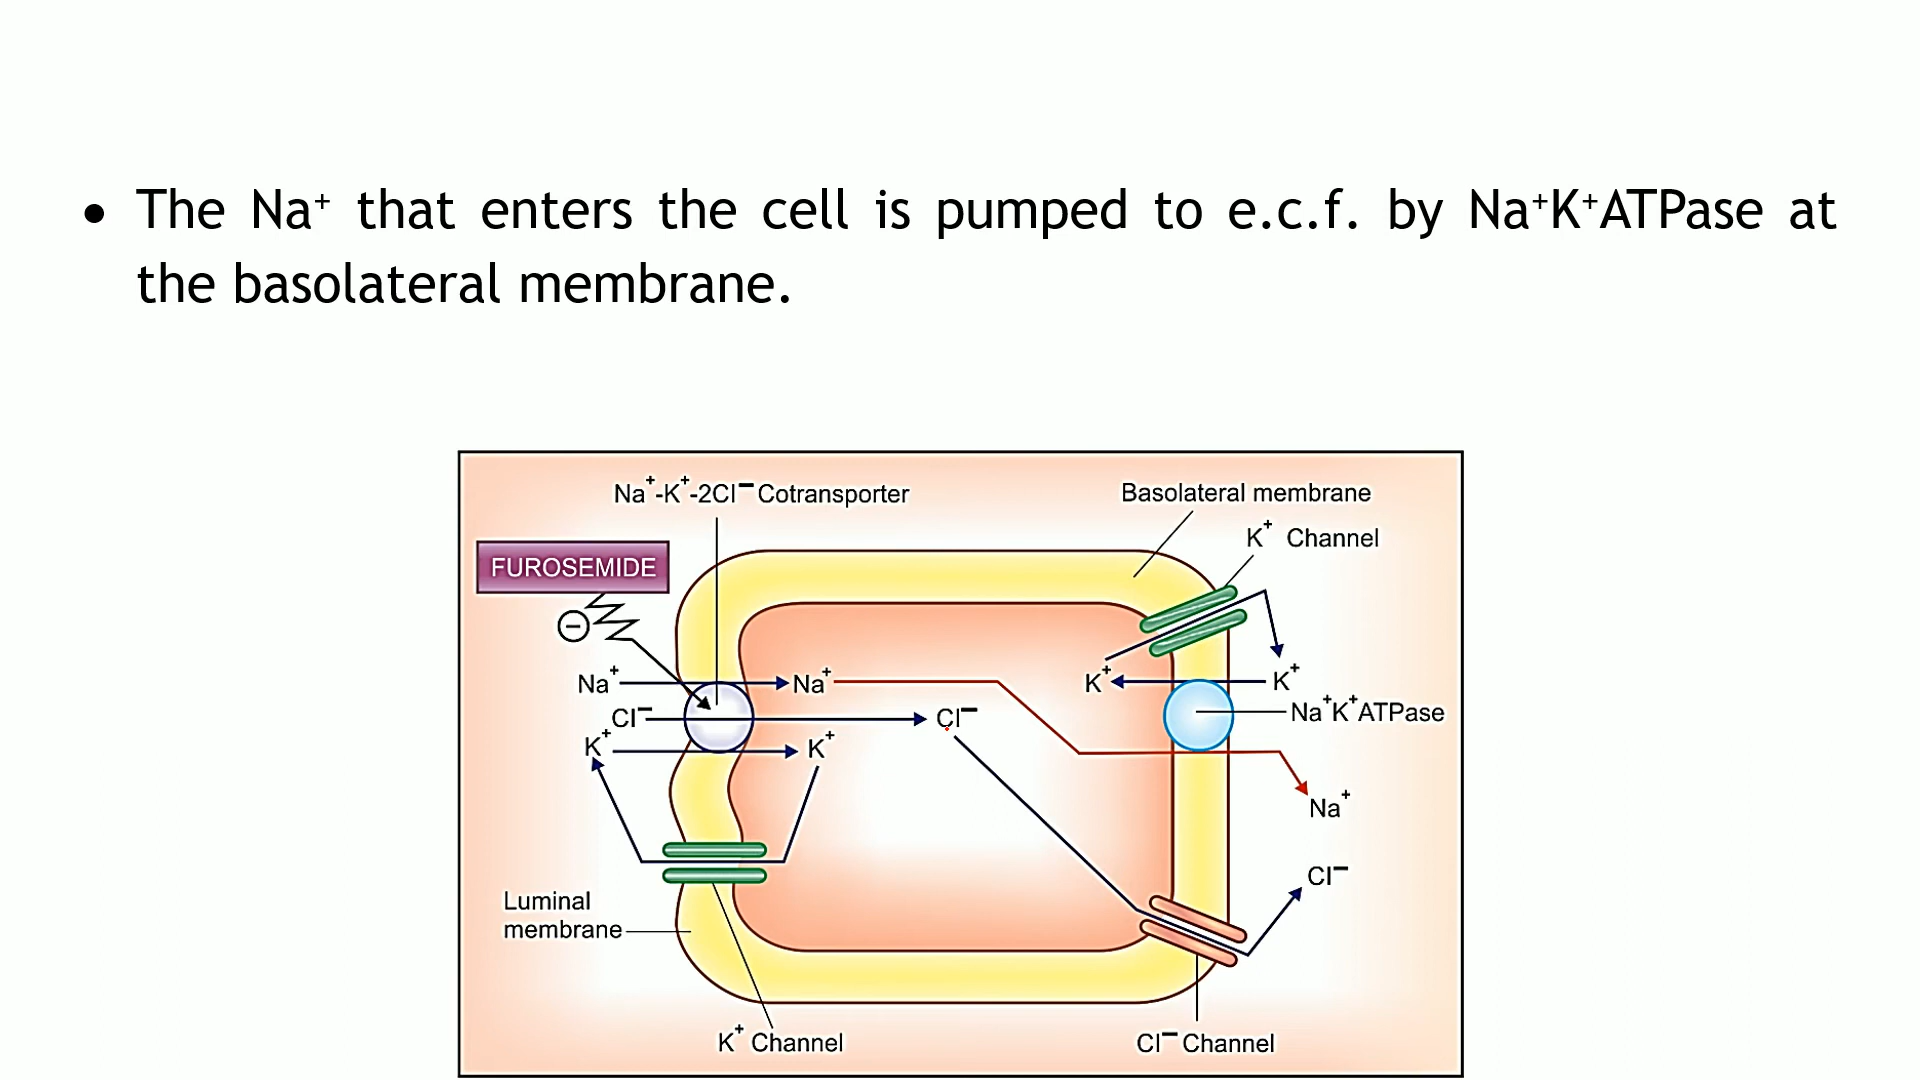 • The Na⁺ that enters the cell is pumped to e.c.f. by Na⁺K⁺ATPase at
the basolateral membrane.
Na⁺-K⁺-2Cl⁻ Cotransporter
Basolateral membrane
K⁺ Channel
FUROSEMIDE
−
Na⁺
Na⁺
K⁺
K⁺
Cl⁻
Cl⁻
Na⁺K⁺ATPase
K⁺
K⁺
Na⁺
Cl⁻
Luminal
membrane
K⁺ Channel
Cl⁻ Channel